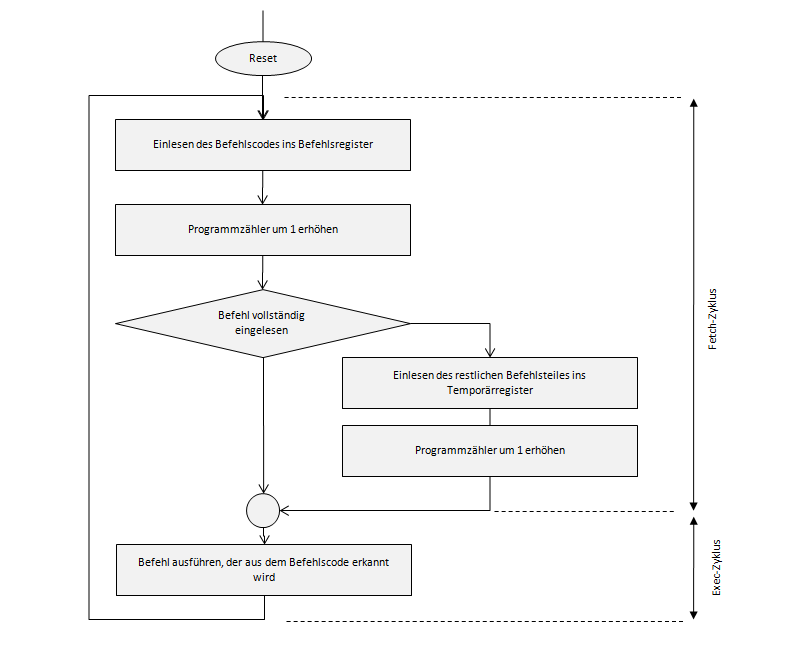 Reset
Einlesen des Befehlscodes ins Befehlsregister
Programmzähler um 1 erhöhen
Befehl vollständig
eingelesen
Einlesen des restlichen Befehlsteiles ins
Temporärregister
Programmzähler um 1 erhöhen
Befehl ausführen, der aus dem Befehlscode erkannt
wird
Fetch-Zyklus
Exec-Zyklus